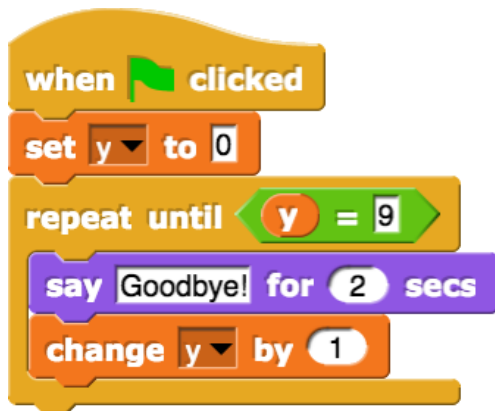 when clicked
set y to 0
repeat until y = 9
say Goodbye! for 2 secs
change y by 1